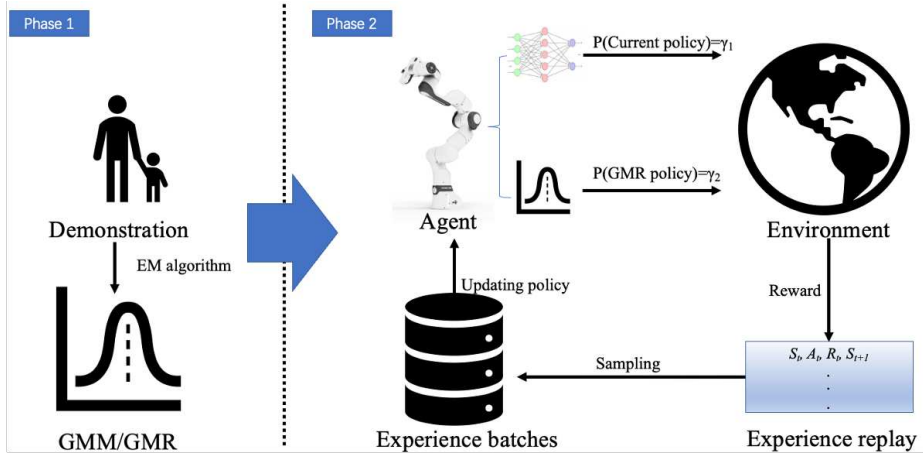 Phase 1
Demonstration
EM algorithm
GMM/GMR
Phase 2
P(Current policy)=γ1
P(GMR policy)=γ2
Agent
Environment
Updating policy
Reward
Sampling
St, At, Rt, St+1
.
.
.
Experience batches
Experience replay